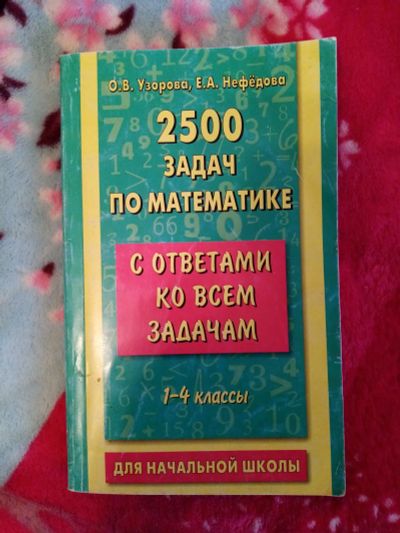 О.В. Узорова, Е.А. Нефёдова
2500
ЗАДАЧ
ПО МАТЕМАТИКЕ
С ОТВЕТАМИ
КО ВСЕМ
ЗАДАЧАМ
1–4 классы
ДЛЯ НАЧАЛЬНОЙ ШКОЛЫ